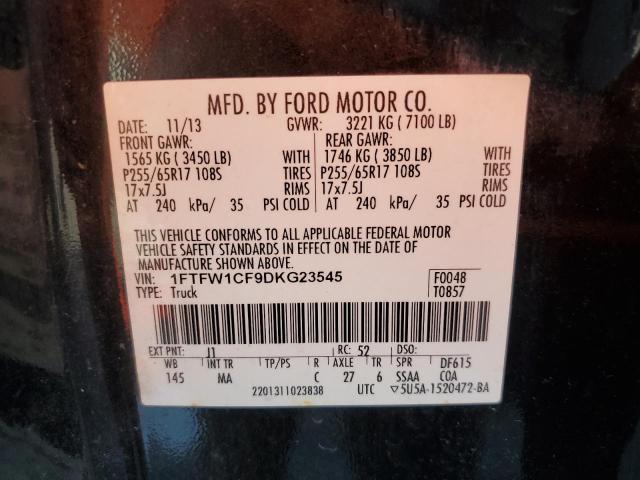 MFD. BY FORD MOTOR CO.
DATE: 11/13 GVWR: 3221 KG ( 7100 LB)
FRONT GAWR: REAR GAWR:
1565 KG ( 3450 LB) WITH 1746 KG ( 3850 LB) WITH
P255/65R17 108S TIRES P255/65R17 108S TIRES
17x7.5J RIMS 17x7.5J RIMS
AT 240 kPa/ 35 PSI COLD AT 240 kPa/ 35 PSI COLD
THIS VEHICLE CONFORMS TO ALL APPLICABLE FEDERAL MOTOR
VEHICLE SAFETY STANDARDS IN EFFECT ON THE DATE OF
MANUFACTURE SHOWN ABOVE.
VIN: 1FTFW1CF9DKG23545 F0048
TYPE: Truck T0857
EXT PNT: J1 RC: 52 DSO:
WB INT TR TP/PS R AXLE TR SPR DF615
145 MA C 27 6 SSAA COA
2201311023838 UTC ▽5U5A-1520472-BA